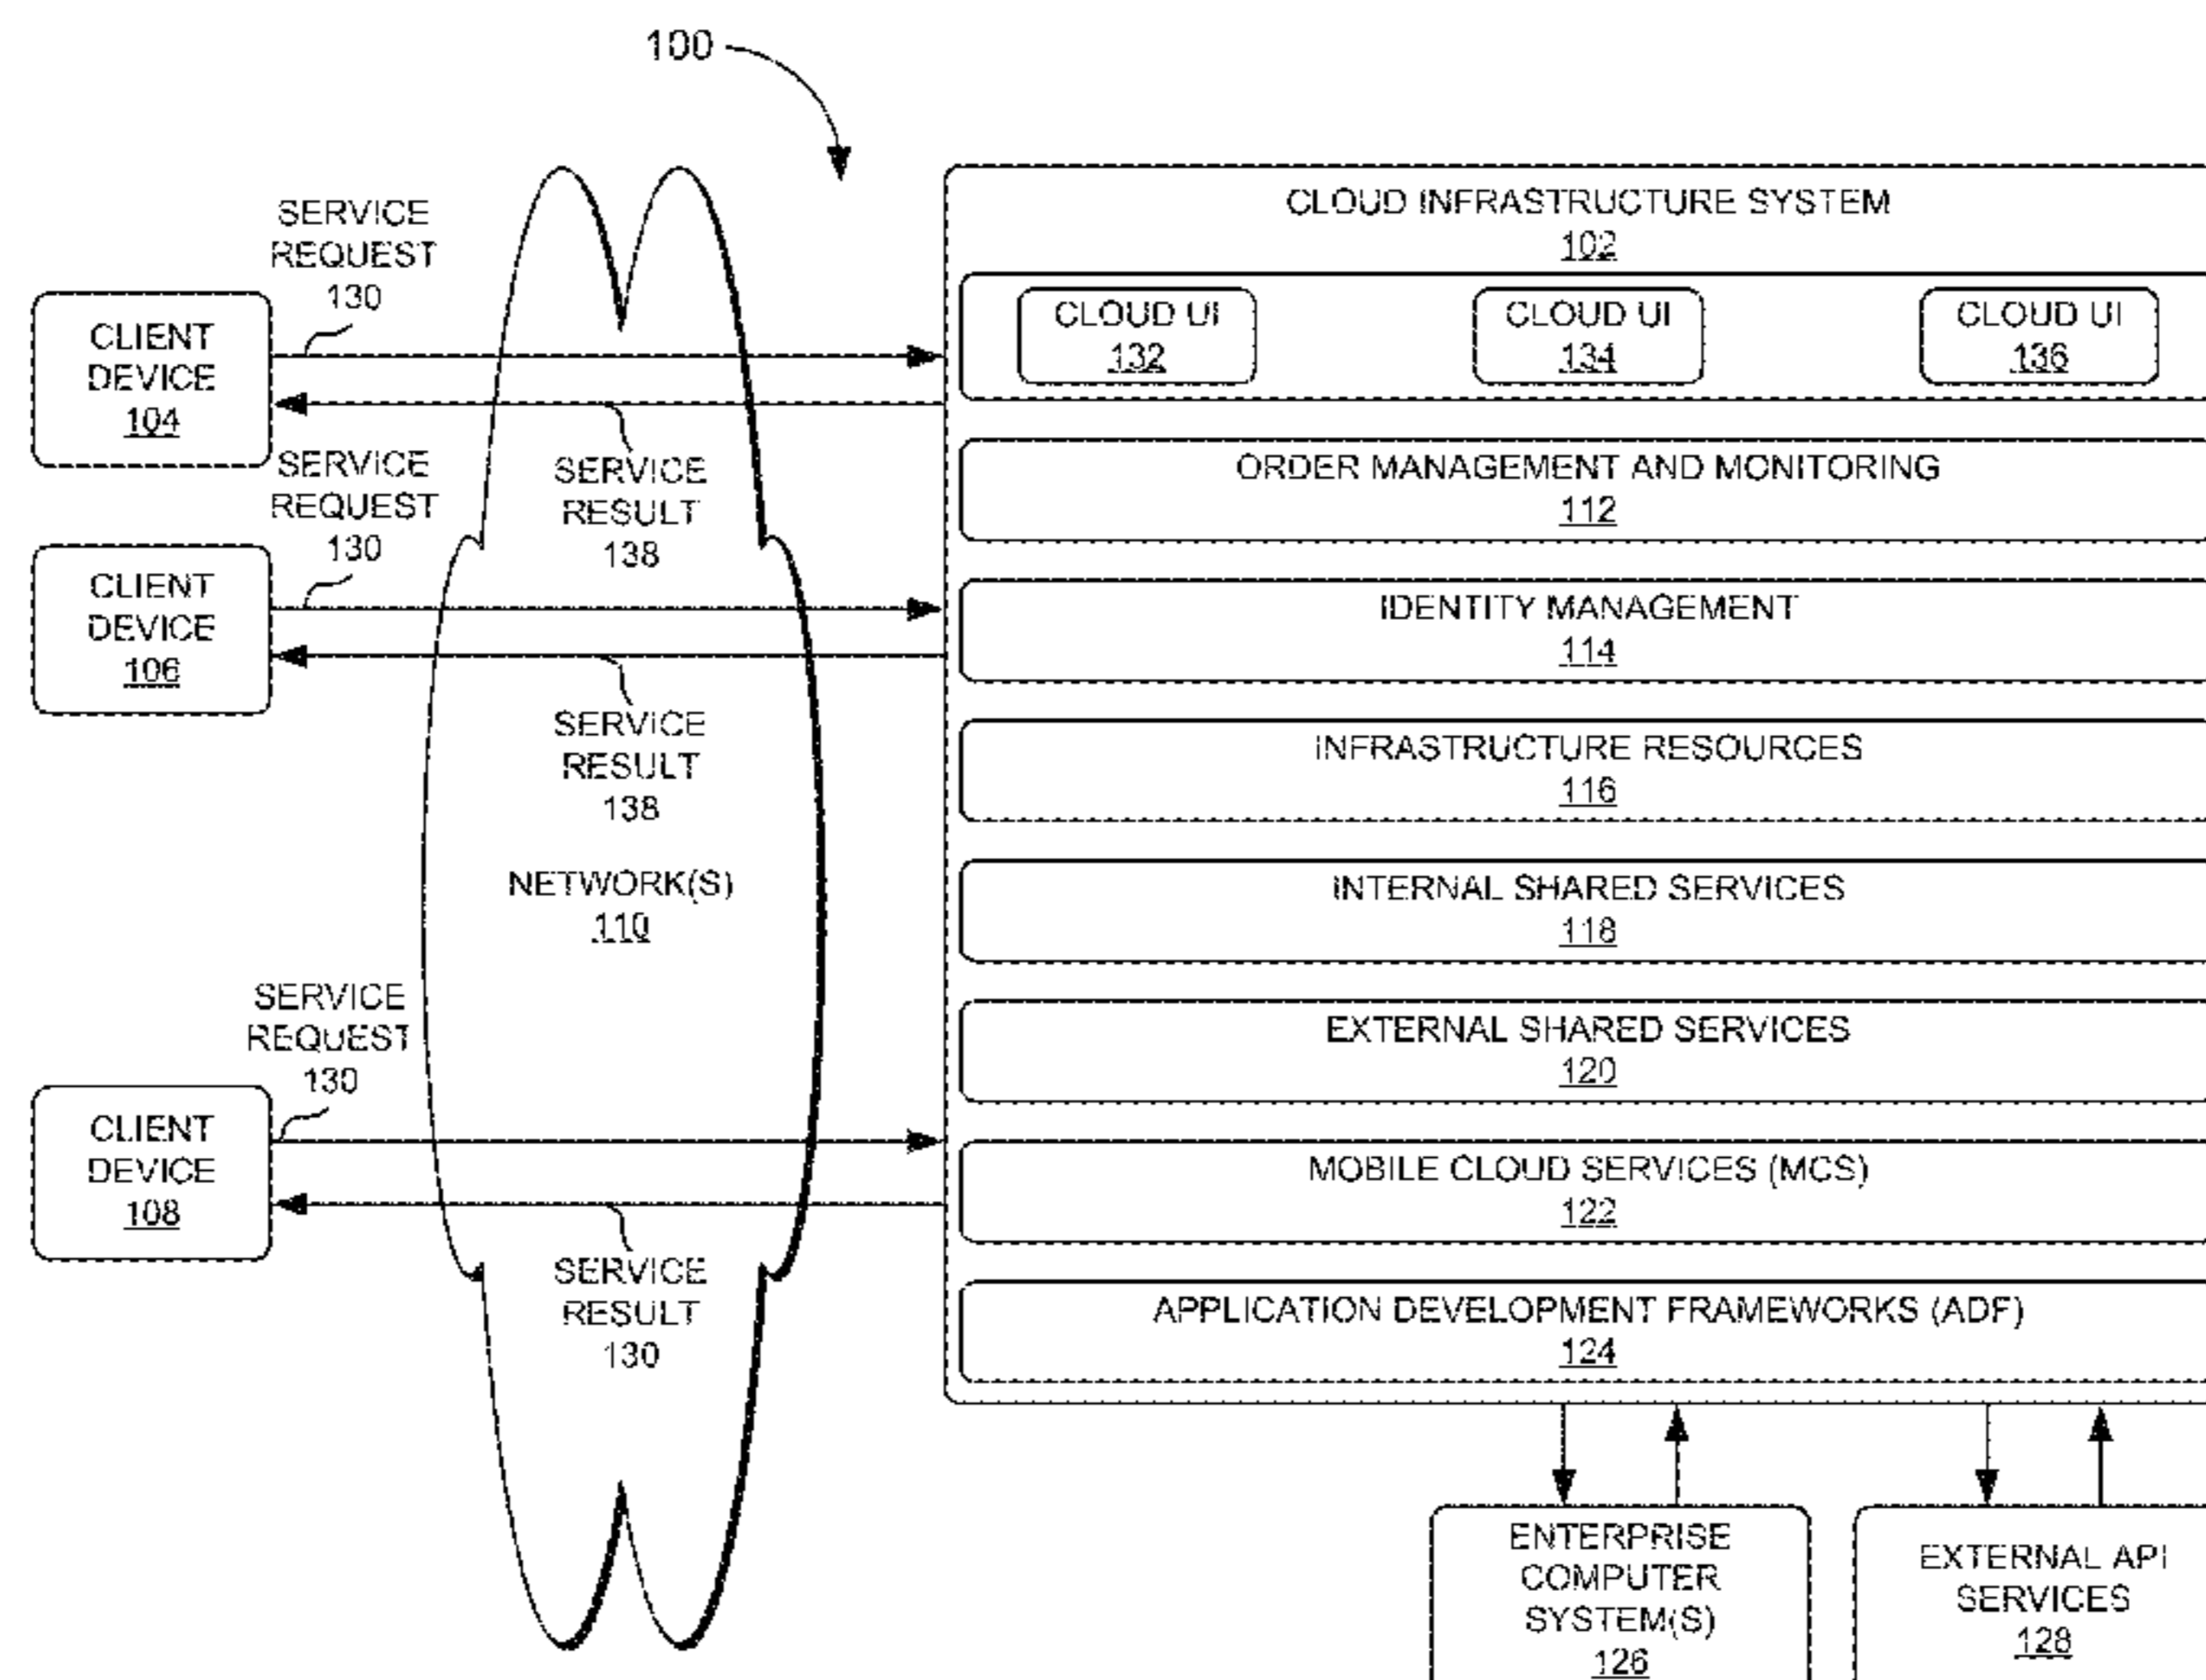 100
SERVICE
REQUEST
130
CLIENT
DEVICE
104
SERVICE
RESULT
138
SERVICE
REQUEST
130
CLIENT
DEVICE
106
SERVICE
RESULT
138
NETWORK(S)
110
SERVICE
REQUEST
130
CLIENT
DEVICE
108
SERVICE
RESULT
130
CLOUD INFRASTRUCTURE SYSTEM
102
CLOUD UI
132
CLOUD UI
134
CLOUD UI
136
ORDER MANAGEMENT AND MONITORING
112
IDENTITY MANAGEMENT
114
INFRASTRUCTURE RESOURCES
116
INTERNAL SHARED SERVICES
118
EXTERNAL SHARED SERVICES
120
MOBILE CLOUD SERVICES (MCS)
122
APPLICATION DEVELOPMENT FRAMEWORKS (ADF)
124
ENTERPRISE
COMPUTER
SYSTEM(S)
126
EXTERNAL API
SERVICES
128